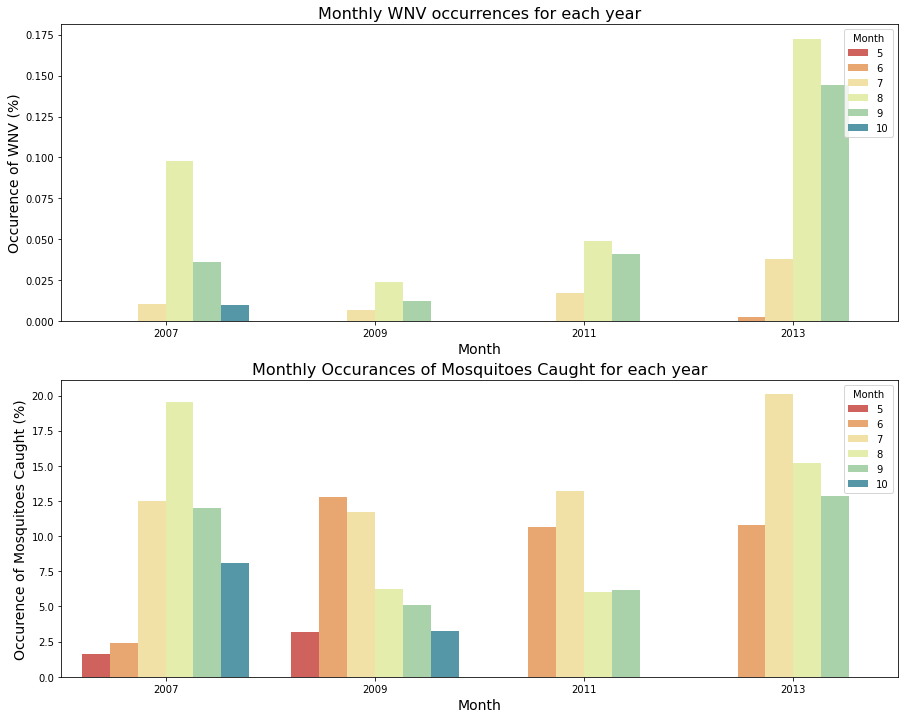 Monthly WNV occurrences for each year
Occurence of WNV (%)
0.175
0.150
0.125
0.100
0.075
0.050
0.025
0.000
Month
5
6
7
8
9
10
2007 2009 2011 2013
Month
Monthly Occurances of Mosquitoes Caught for each year
Occurence of Mosquitoes Caught (%)
20.0
17.5
15.0
12.5
10.0
7.5
5.0
2.5
0.0
Month
5
6
7
8
9
10
2007 2009 2011 2013
Month